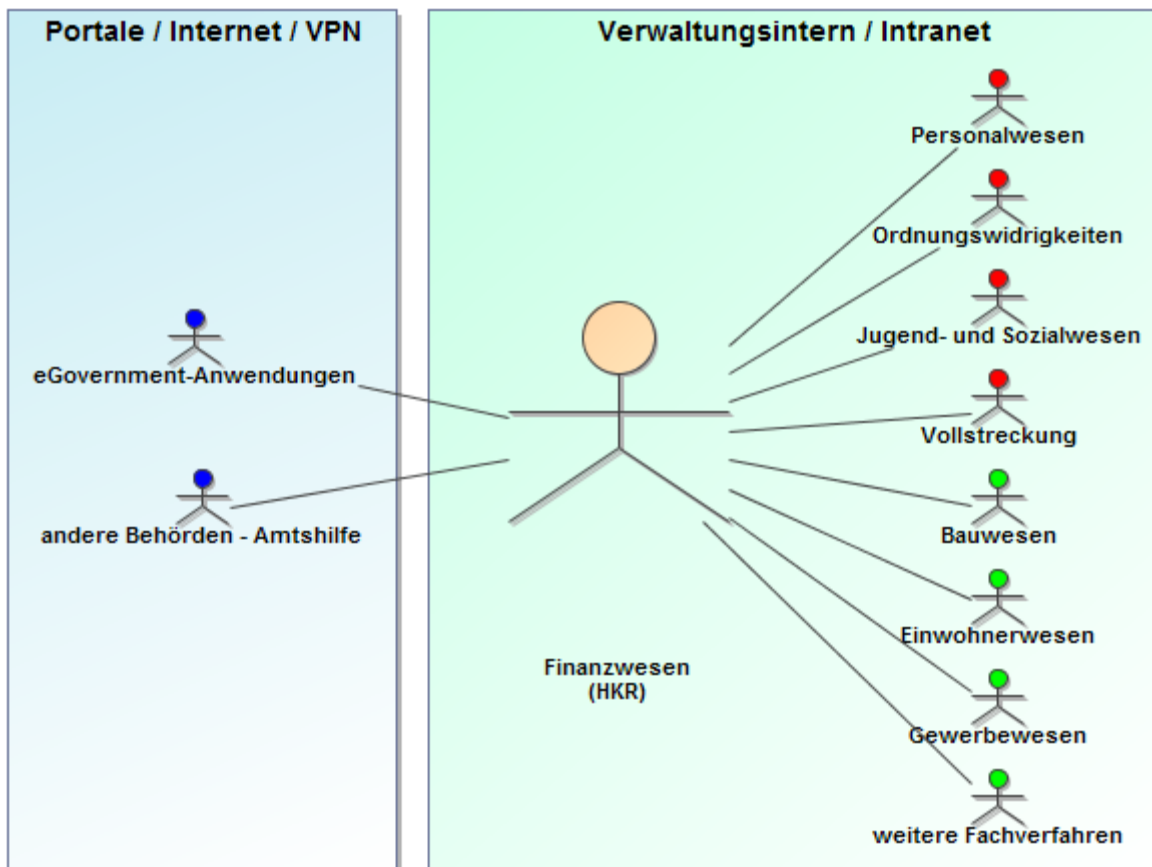 Portale / Internet / VPN
eGovernment-Anwendungen
andere Behörden - Amtshilfe
Verwaltungsintern / Intranet
Finanzwesen
(HKR)
Personalwesen
Ordnungswidrigkeiten
Jugend- und Sozialwesen
Vollstreckung
Bauwesen
Einwohnerwesen
Gewerbewesen
weitere Fachverfahren